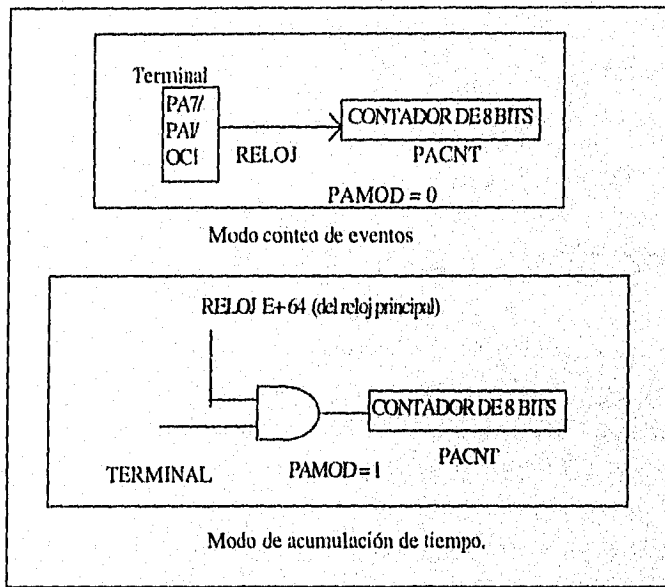 Terminal
PA7/
PAI/
OC1
RELOJ
CONTADOR DE 8 BITS
PACNT
PAMOD = 0
Modo conteo de eventos
RELOJ E÷64 (del reloj principal)
CONTADOR DE 8 BITS
TERMINAL
PAMOD = 1
PACNT
Modo de acumulación de tiempo.